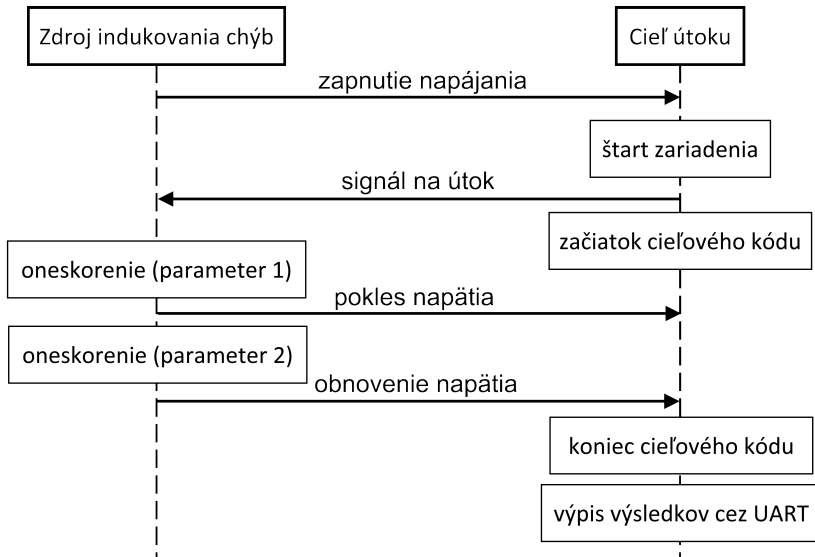 Zdroj indukovania chýb
Cieľ útoku
zapnutie napájania
štart zariadenia
signál na útok
začiatok cieľového kódu
oneskorenie (parameter 1)
pokles napätia
oneskorenie (parameter 2)
obnovenie napätia
koniec cieľového kódu
výpis výsledkov cez UART